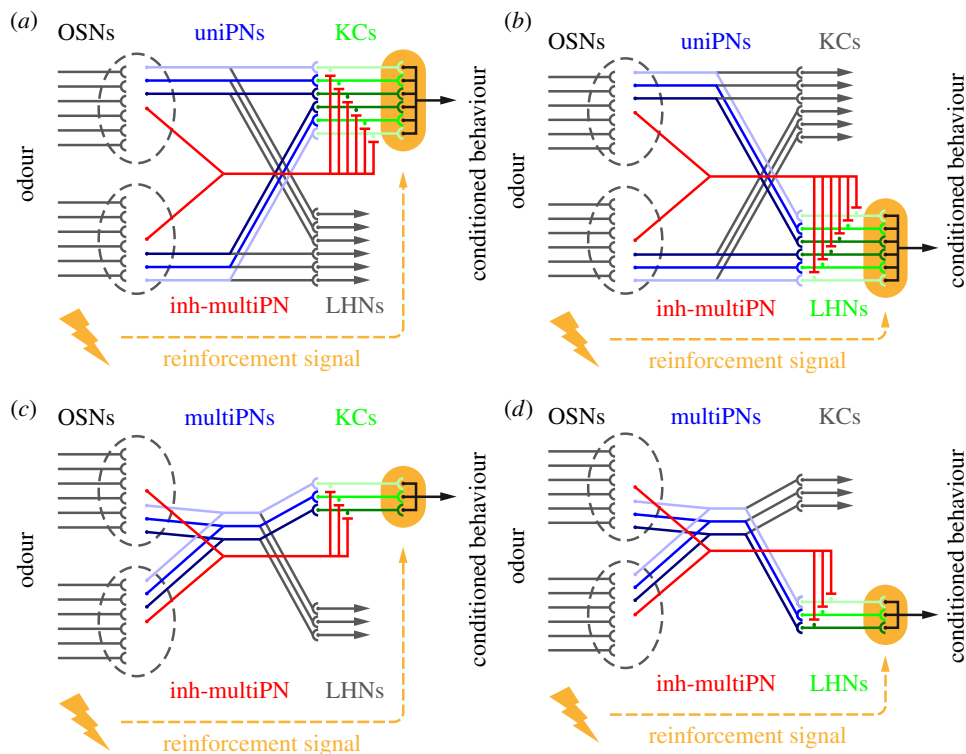 (a)
OSNs uniPNs KCs
odour
conditioned behaviour
inh-multiPN LHNs
reinforcement signal
(b)
OSNs uniPNs KCs
odour
conditioned behaviour
inh-multiPN LHNs
reinforcement signal
(c)
OSNs multiPNs KCs
odour
conditioned behaviour
inh-multiPN LHNs
reinforcement signal
(d)
OSNs multiPNs KCs
odour
conditioned behaviour
inh-multiPN LHNs
reinforcement signal